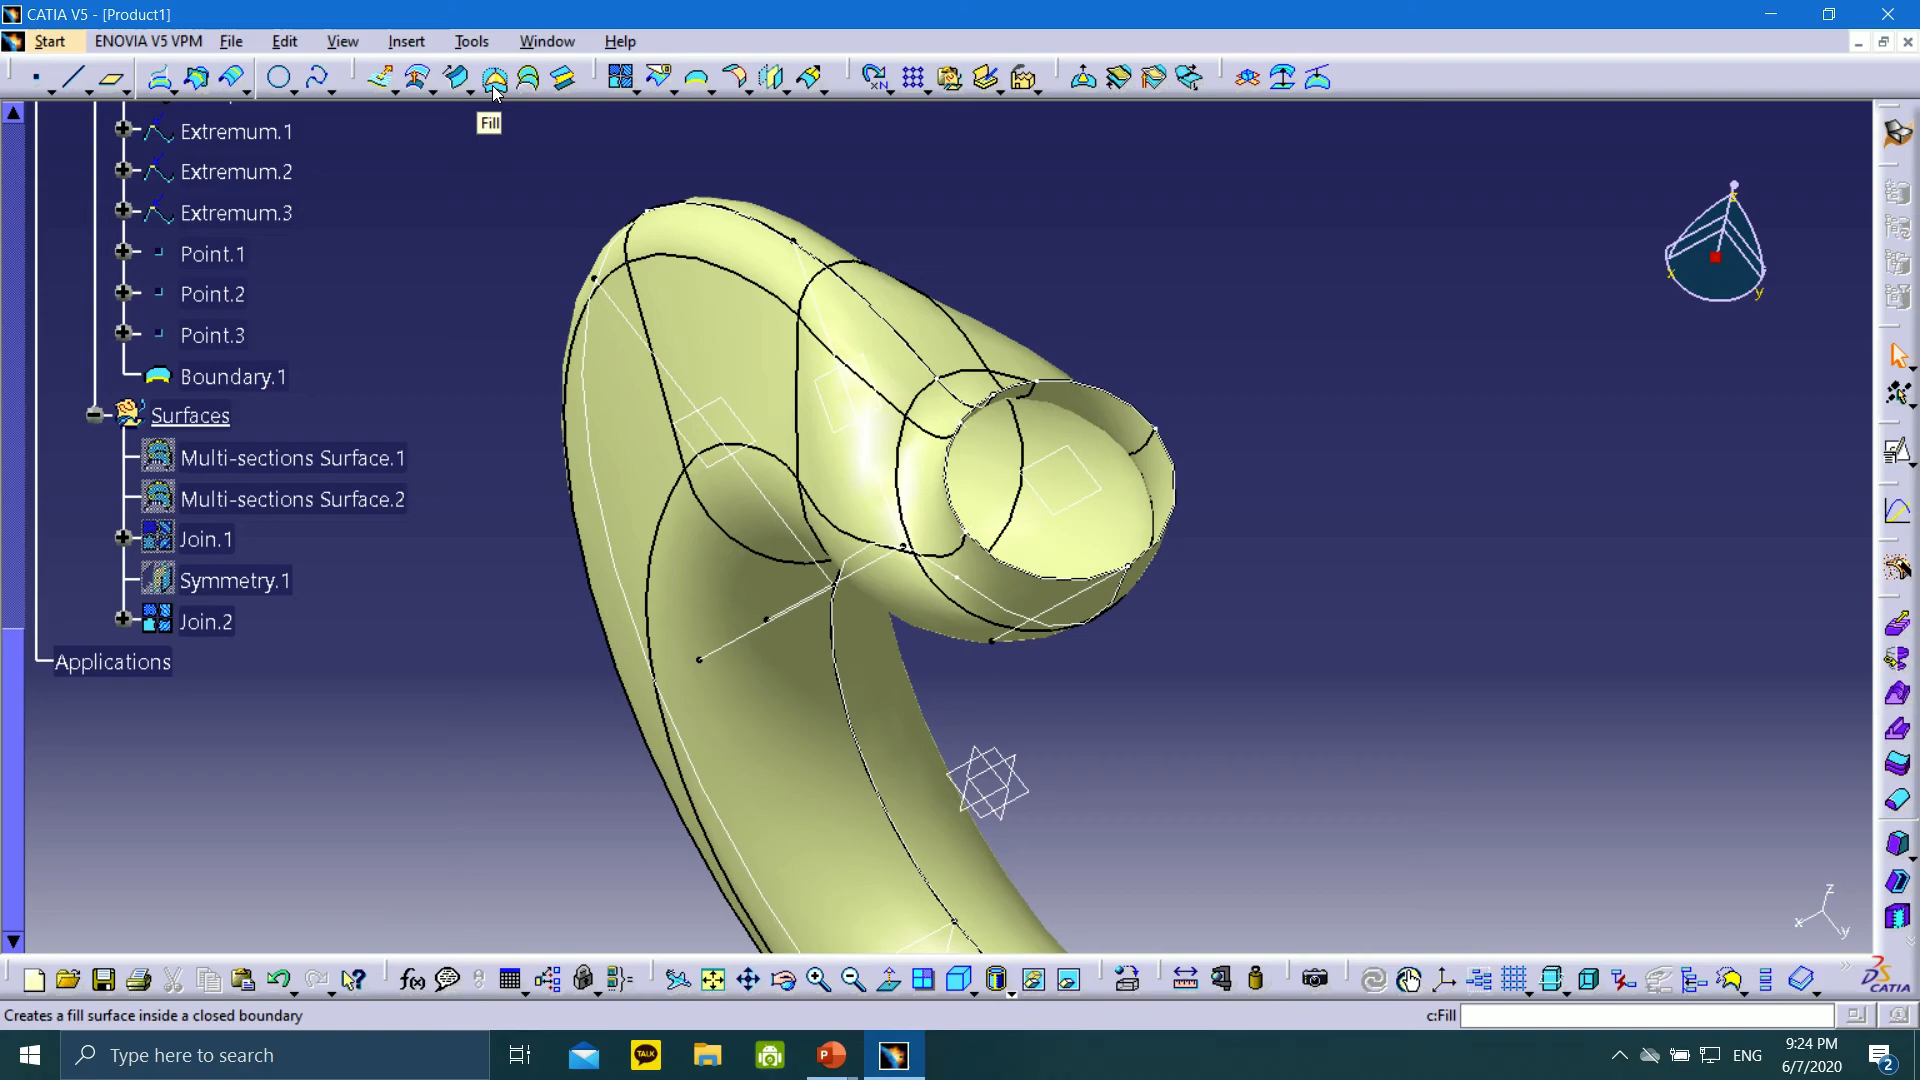 CATIA V5 - [Product1]
Start ENOVIA V5 VPM File Edit View Insert Tools Window Help
Fill
Extremum.1
Extremum.2
Extremum.3
Point.1
Point.2
Point.3
Boundary.1
Surfaces
Multi-sections Surface.1
Multi-sections Surface.2
Join.1
Symmetry.1
Join.2
Applications
z
x
y
z
x
y
f(x)
CATIA
Creates a fill surface inside a closed boundary
c:Fill
Type here to search
TALK
P
ENG
9:24 PM
6/7/2020
2